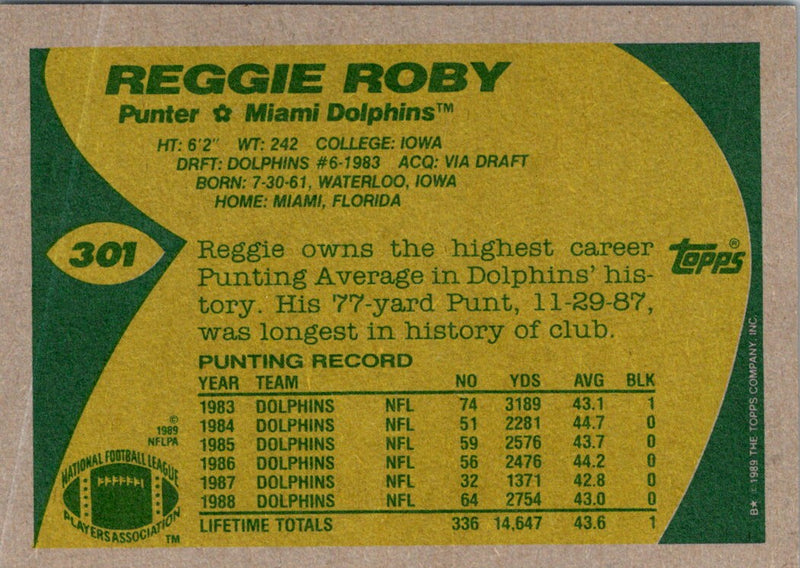 REGGIE ROBY
Punter ✿ Miami Dolphins™
HT: 6'2" WT: 242 COLLEGE: IOWA
DRFT: DOLPHINS #6-1983 ACQ: VIA DRAFT
BORN: 7-30-61, WATERLOO, IOWA
HOME: MIAMI, FLORIDA
301
Reggie owns the highest career
Punting Average in Dolphins' his-
tory. His 77-yard Punt, 11-29-87,
was longest in history of club.
topps®
PUNTING RECORD
YEAR TEAM NO YDS AVG BLK
1983 DOLPHINS NFL 74 3189 43.1 1
1984 DOLPHINS NFL 51 2281 44.7 0
1985 DOLPHINS NFL 59 2576 43.7 0
1986 DOLPHINS NFL 56 2476 44.2 0
1987 DOLPHINS NFL 32 1371 42.8 0
1988 DOLPHINS NFL 64 2754 43.0 0
LIFETIME TOTALS 336 14,647 43.6 1
©
1989
NFLPA
NATIONAL FOOTBALL LEAGUE
PLAYERS ASSOCIATION
TM
B* © 1989 THE TOPPS COMPANY, INC.